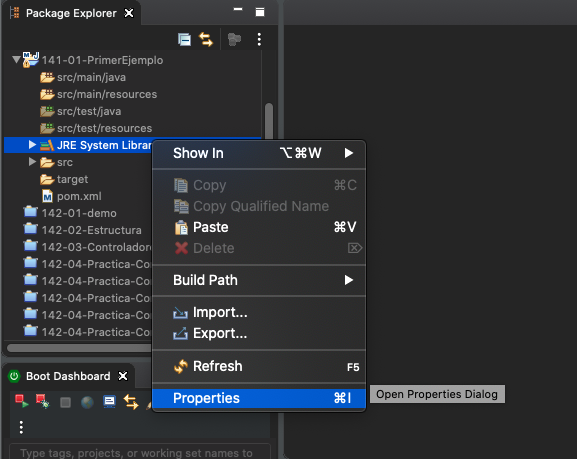 Package Explorer
141-01-PrimerEjemplo
src/main/java
src/main/resources
src/test/java
src/test/resources
JRE System Librar
src
target
pom.xml
142-01-demo
142-02-Estructura
142-03-Controlador
142-04-Practica-Co
142-04-Practica-Co
142-04-Practica-Co
142-04-Practica-Co
142-04-Practica-Co
Show In ⌥⌘W
Copy ⌘C
Copy Qualified Name
Paste ⌘V
Delete ⌦
Build Path
Import...
Export...
Refresh F5
Properties ⌘I
Open Properties Dialog
Boot Dashboard
Type tags, projects, or working set names to